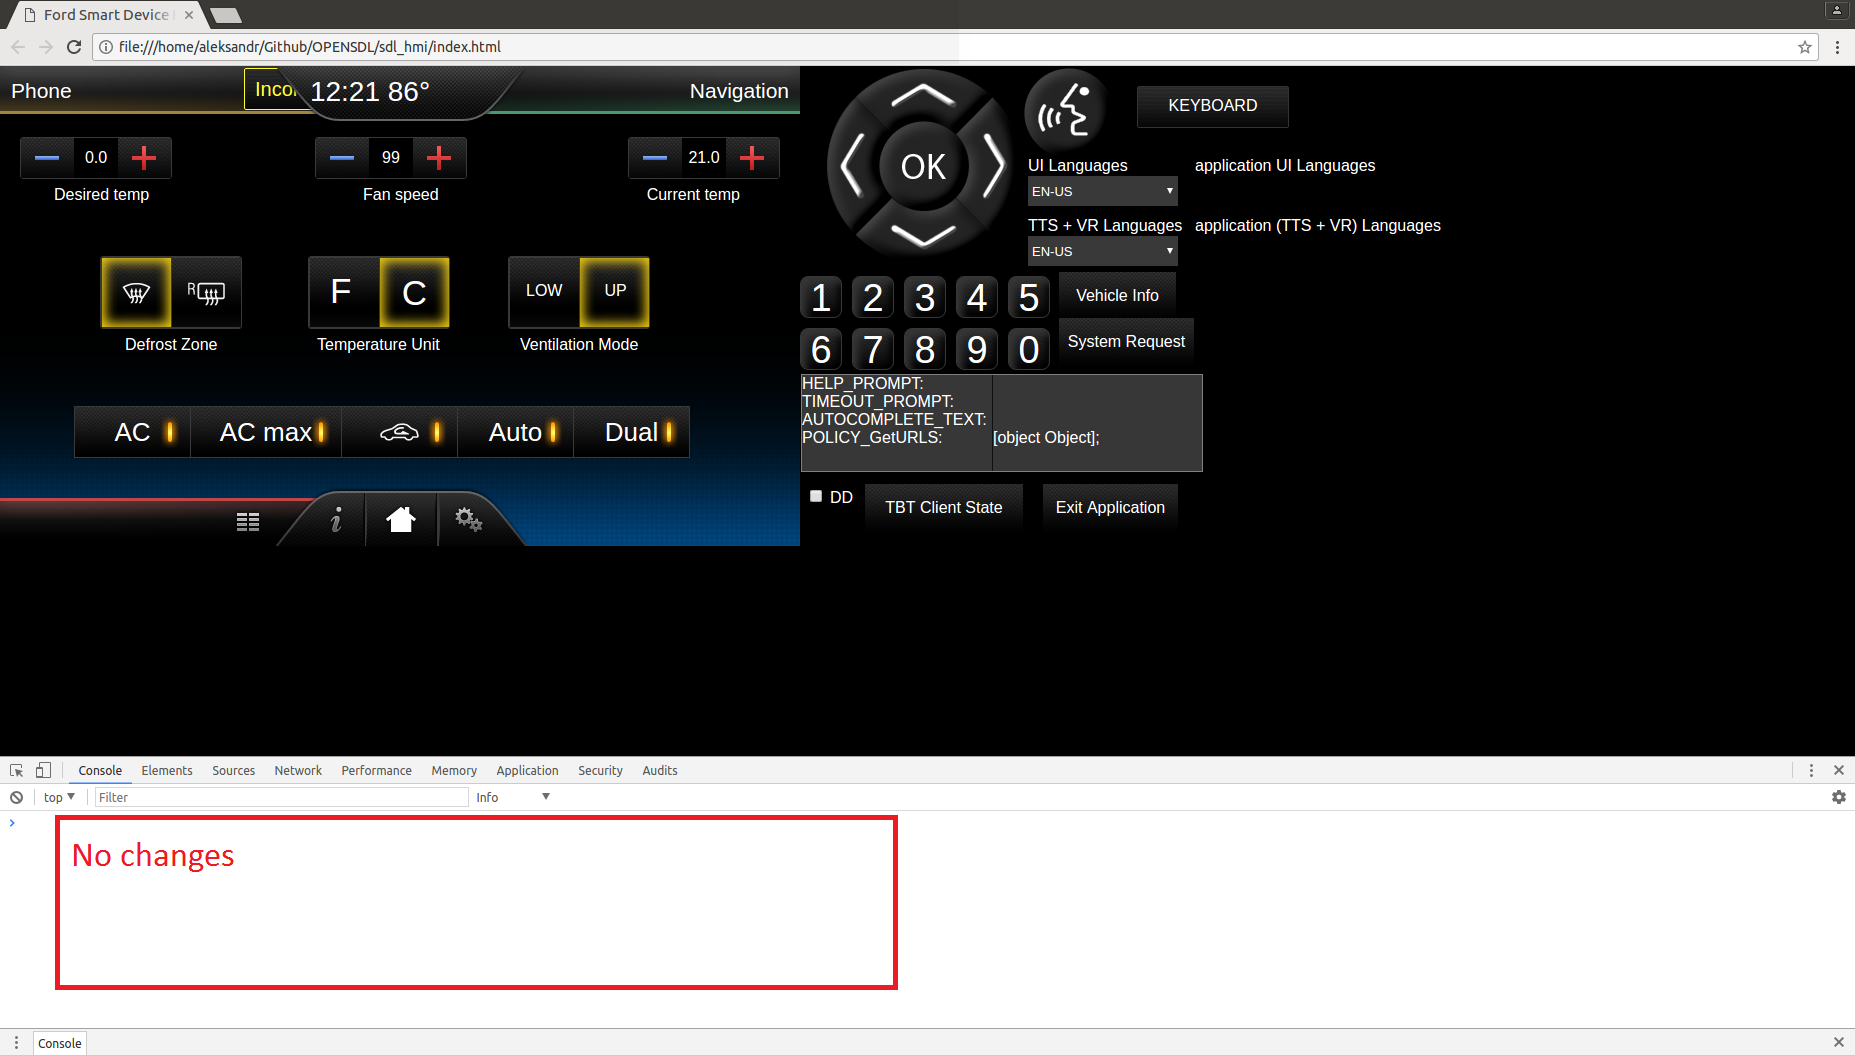 Ford Smart Device
file:///home/aleksandr/Github/OPENSDL/sdl_hmi/index.html
Phone
Inco
12:21 86°
Navigation
0.0
99
21.0
Desired temp
Fan speed
Current temp
R
F
C
LOW
UP
Defrost Zone
Temperature Unit
Ventilation Mode
AC
AC max
Auto
Dual
i
OK
KEYBOARD
UI Languages
application UI Languages
EN-US
TTS + VR Languages
application (TTS + VR) Languages
EN-US
1 2 3 4 5
Vehicle Info
6 7 8 9 0
System Request
HELP_PROMPT:
TIMEOUT_PROMPT:
AUTOCOMPLETE_TEXT:
POLICY_GetURLS: [object Object];
DD
TBT Client State
Exit Application
Console Elements Sources Network Performance Memory Application Security Audits
top Filter Info
No changes
Console